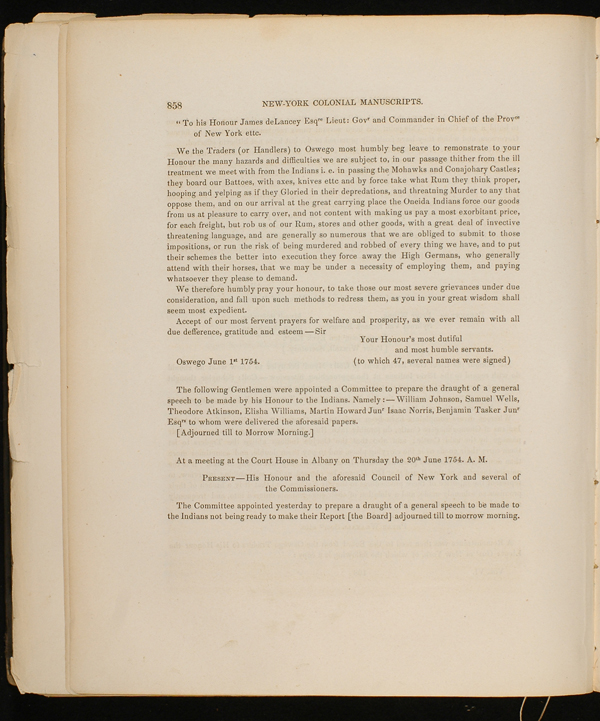 858 NEW-YORK COLONIAL MANUSCRIPTS.
"To his Honour James deLancey Esqre Lieut: Govr and Commander in Chief of the Provce
of New York ettc.
We the Traders (or Handlers) to Oswego most humbly beg leave to remonstrate to your
Honour the many hazards and difficulties we are subject to, in our passage thither from the ill
treatment we meet with from the Indians i. e. in passing the Mohawks and Conajohary Castles;
they board our Battoes, with axes, knives ettc and by force take what Rum they think proper,
hooping and yelping as if they Gloried in their depredations, and threatning Murder to any that
oppose them, and on our arrival at the great carrying place the Oneida Indians force our goods
from us at pleasure to carry over, and not content with making us pay a most exorbitant price,
for each freight, but rob us of our Rum, stores and other goods, with a great deal of invective
threatening language, and are generally so numerous that we are obliged to submit to those
impositions, or run the risk of being murdered and robbed of every thing we have, and to put
their schemes the better into execution they force away the High Germans, who generally
attend with their horses, that we may be under a necessity of employing them, and paying
whatsoever they please to demand.
We therefore humbly pray your honour, to take those our most severe grievances under due
consideration, and fall upon such methods to redress them, as you in your great wisdom shall
seem most expedient.
Accept of our most fervent prayers for welfare and prosperity, as we ever remain with all
due defference, gratitude and esteem—Sir
Your Honour's most dutiful
and most humble servants.
Oswego June 1st 1754. (to which 47, several names were signed)
The following Gentlemen were appointed a Committee to prepare the draught of a general
speech to be made by his Honour to the Indians. Namely:—William Johnson, Samuel Wells,
Theodore Atkinson, Elisha Williams, Martin Howard Junr Isaac Norris, Benjamin Tasker Junr
Esqrs to whom were delivered the aforesaid papers.
[Adjourned till to Morrow Morning.]
At a meeting at the Court House in Albany on Thursday the 20th June 1754. A. M.
PRESENT—His Honour and the aforesaid Council of New York and several of
the Commissioners.
The Committee appointed yesterday to prepare a draught of a general speech to be made to
the Indians not being ready to make their Report [the Board] adjourned till to morrow morning.